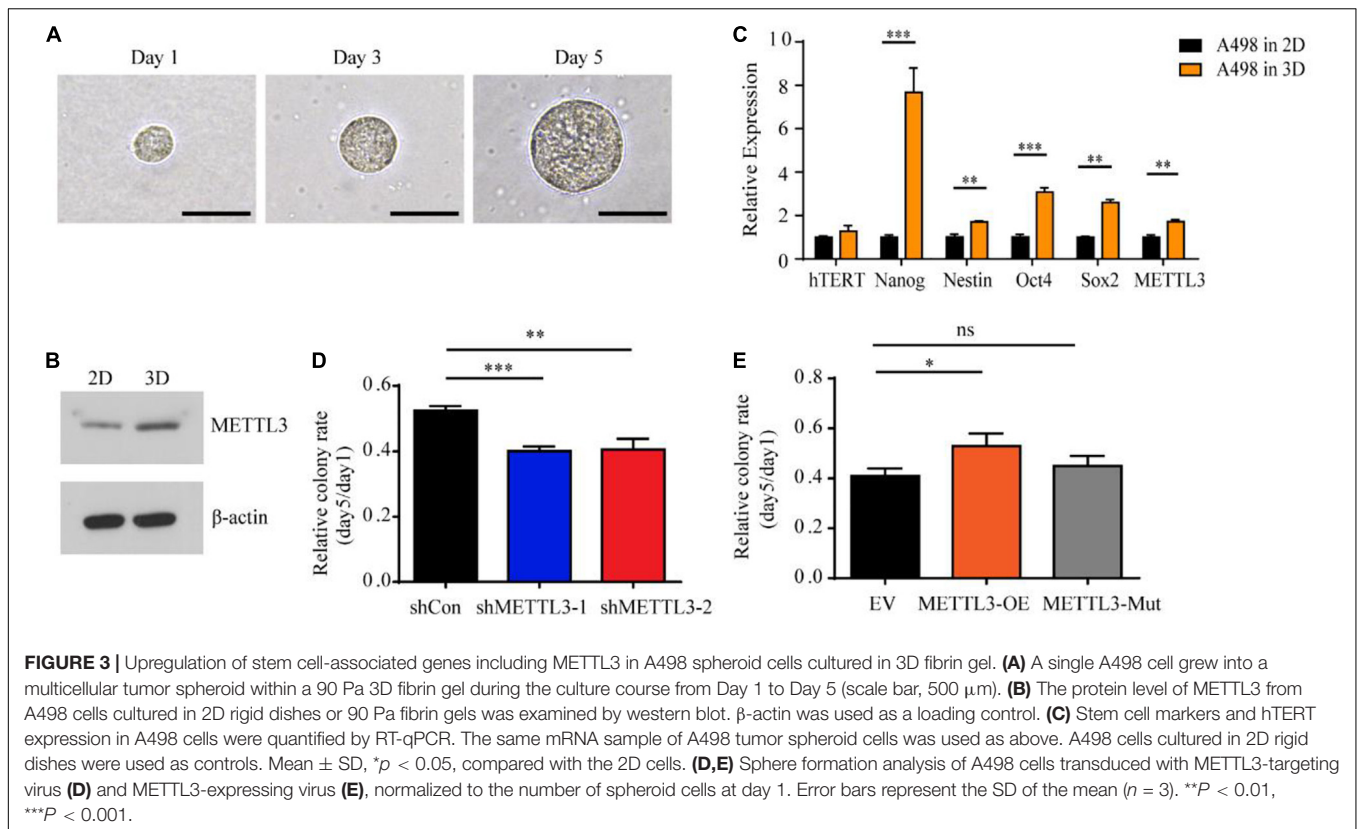 A
Day 1 Day 3 Day 5
C
***
**
***
**
**
A498 in 2D
A498 in 3D
Relative Expression
10
8
6
4
2
0
hTERT Nanog Nestin Oct4 Sox2 METTL3
B
2D 3D
METTL3
β-actin
D
**
***
Relative colony rate
(day5/day1)
0.6
0.4
0.2
0.0
shCon shMETTL3-1 shMETTL3-2
E
ns
*
Relative colony rate
(day5/day1)
0.8
0.6
0.4
0.2
0.0
EV METTL3-OE METTL3-Mut
FIGURE 3 | Upregulation of stem cell-associated genes including METTL3 in A498 spheroid cells cultured in 3D fibrin gel. (A) A single A498 cell grew into a
multicellular tumor spheroid within a 90 Pa 3D fibrin gel during the culture course from Day 1 to Day 5 (scale bar, 500 μm). (B) The protein level of METTL3 from
A498 cells cultured in 2D rigid dishes or 90 Pa fibrin gels was examined by western blot. β-actin was used as a loading control. (C) Stem cell markers and hTERT
expression in A498 cells were quantified by RT-qPCR. The same mRNA sample of A498 tumor spheroid cells was used as above. A498 cells cultured in 2D rigid
dishes were used as controls. Mean ± SD, *p < 0.05, compared with the 2D cells. (D,E) Sphere formation analysis of A498 cells transduced with METTL3-targeting
virus (D) and METTL3-expressing virus (E), normalized to the number of spheroid cells at day 1. Error bars represent the SD of the mean (n = 3). **P < 0.01,
***P < 0.001.